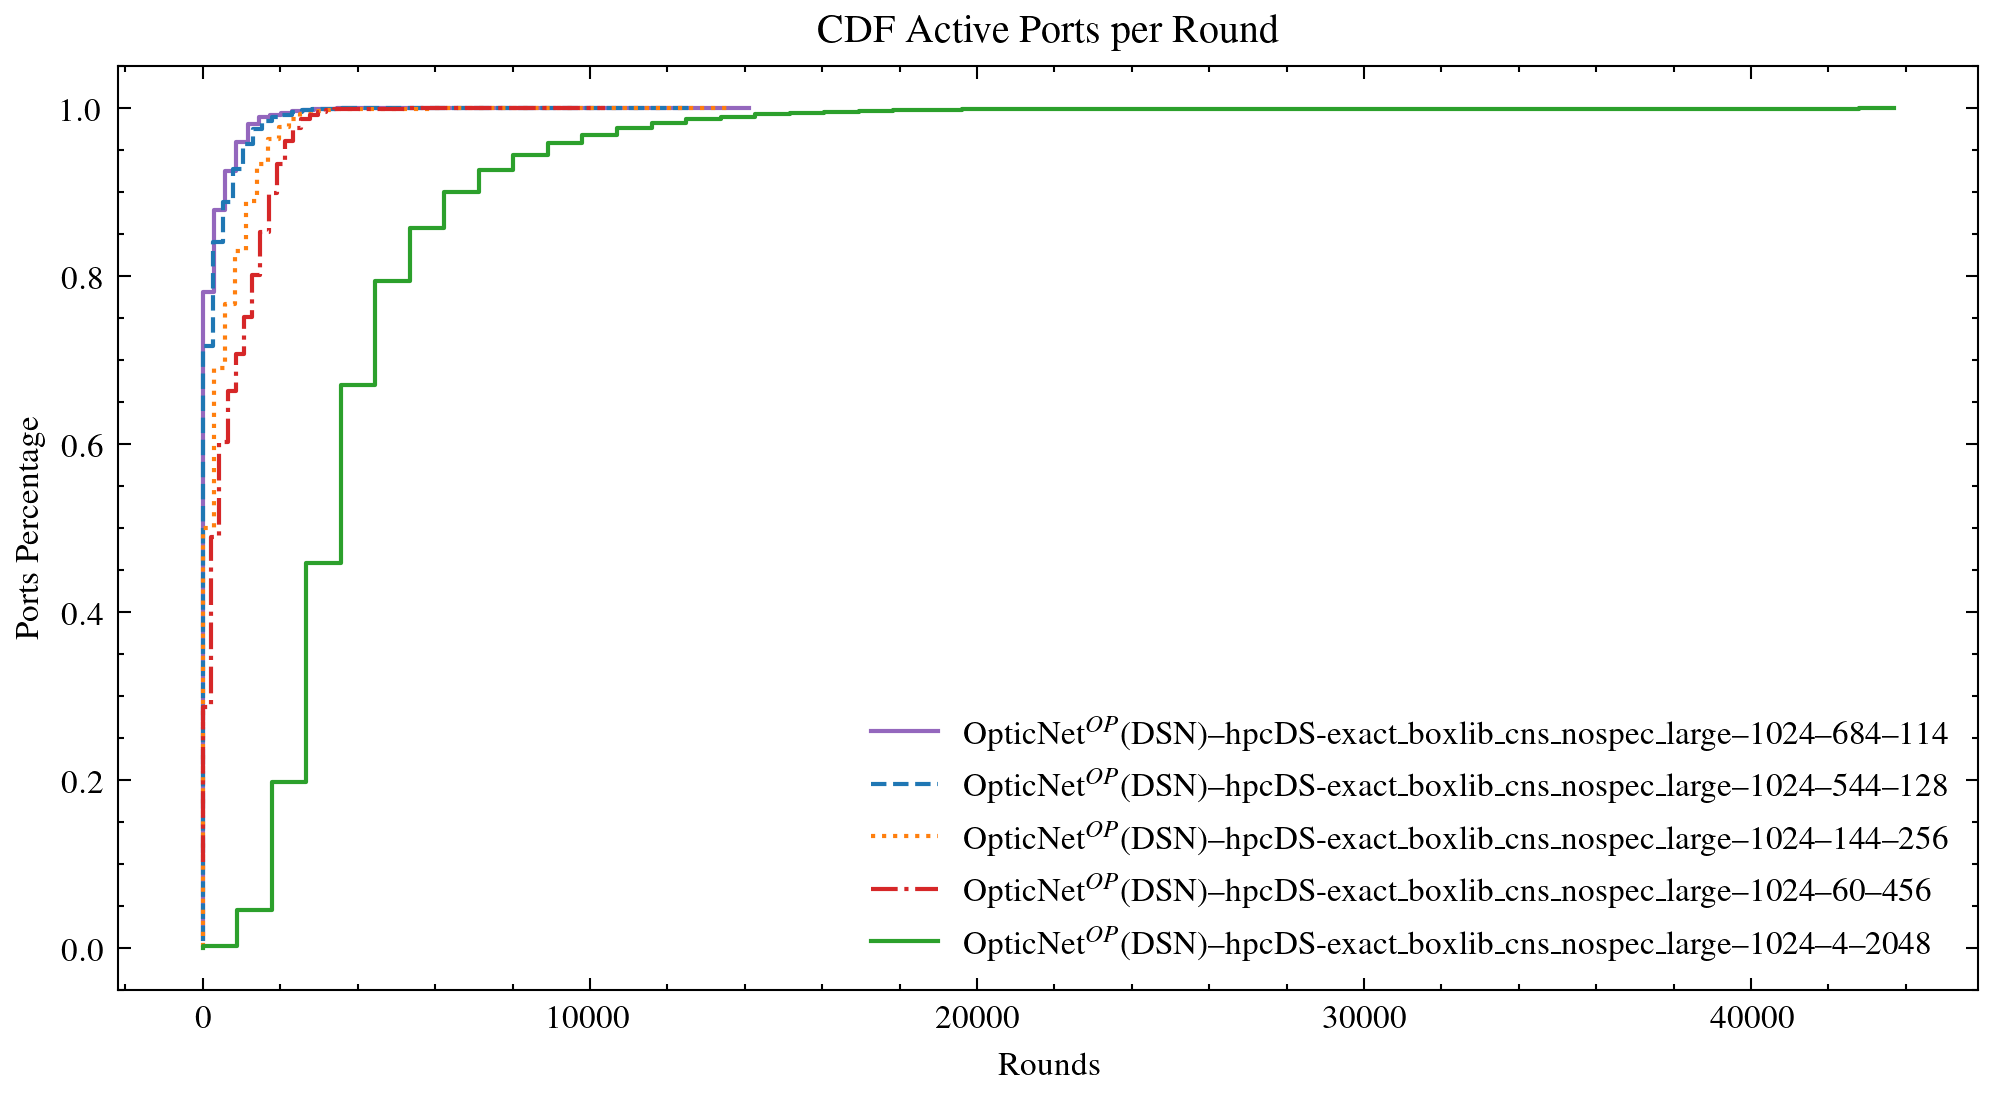 CDF Active Ports per Round
1.0
0.8
0.6
0.4
0.2
0.0
Ports Percentage
OpticNet^OP(DSN)–hpcDS-exact_boxlib_cns_nospec_large–1024–684–114
OpticNet^OP(DSN)–hpcDS-exact_boxlib_cns_nospec_large–1024–544–128
OpticNet^OP(DSN)–hpcDS-exact_boxlib_cns_nospec_large–1024–144–256
OpticNet^OP(DSN)–hpcDS-exact_boxlib_cns_nospec_large–1024–60–456
OpticNet^OP(DSN)–hpcDS-exact_boxlib_cns_nospec_large–1024–4–2048
0 10000 20000 30000 40000
Rounds